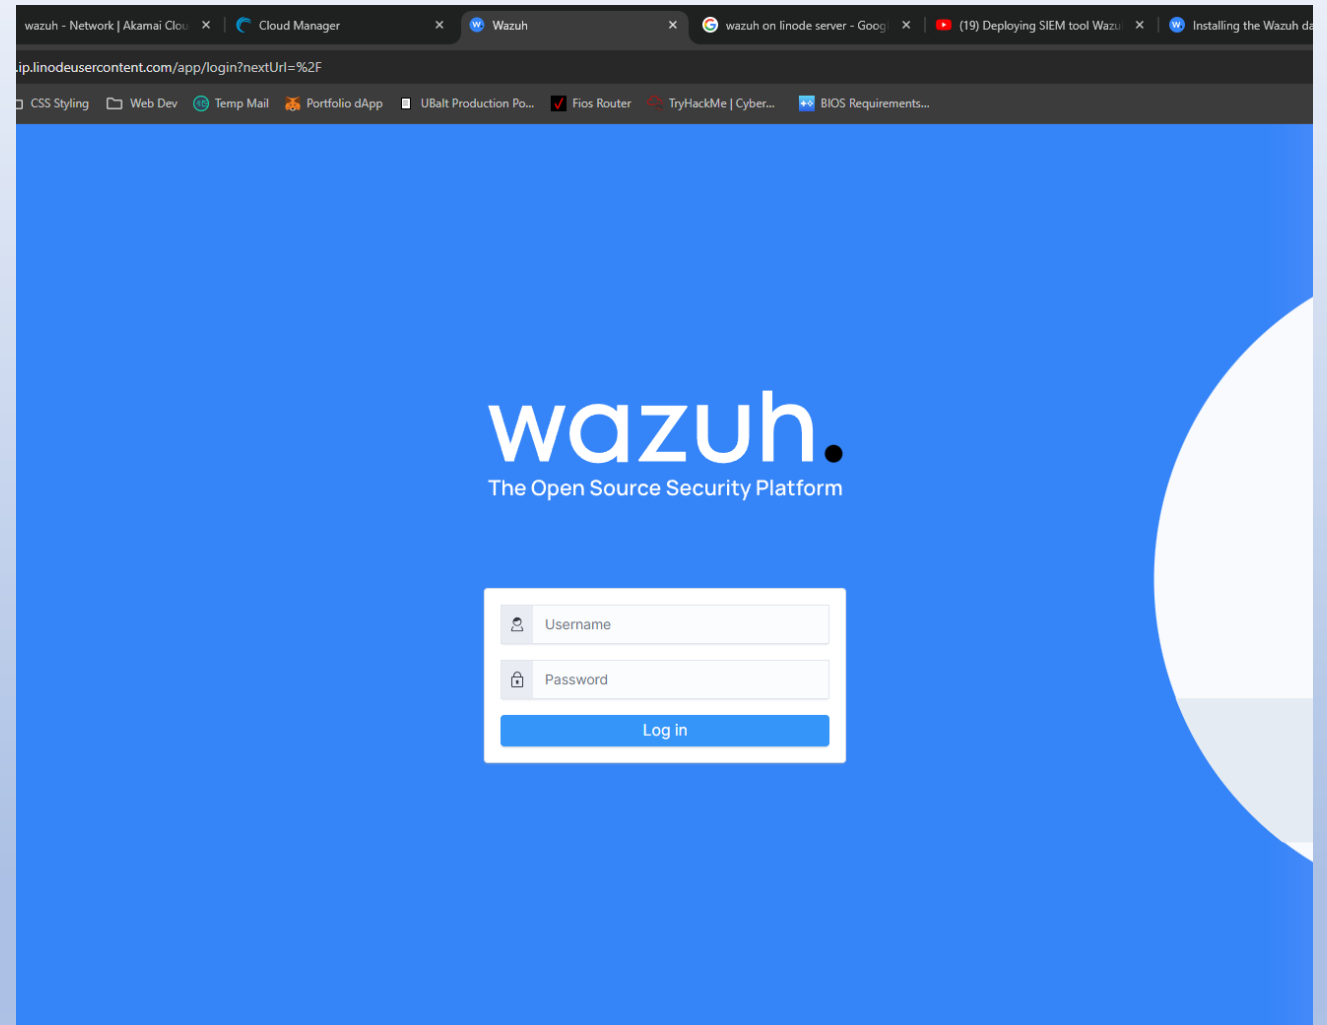 wazuh - Network | Akamai Clou
Cloud Manager
Wazuh
wazuh on linode server - Goog
(19) Deploying SIEM tool Wazu
Installing the Wazuh da
.ip.linodeusercontent.com/app/login?nextUrl=%2F
CSS Styling
Web Dev
Temp Mail
Portfolio dApp
UBalt Production Po...
Fios Router
TryHackMe | Cyber...
BIOS Requirements...
wazuh.
The Open Source Security Platform
Username
Password
Log in